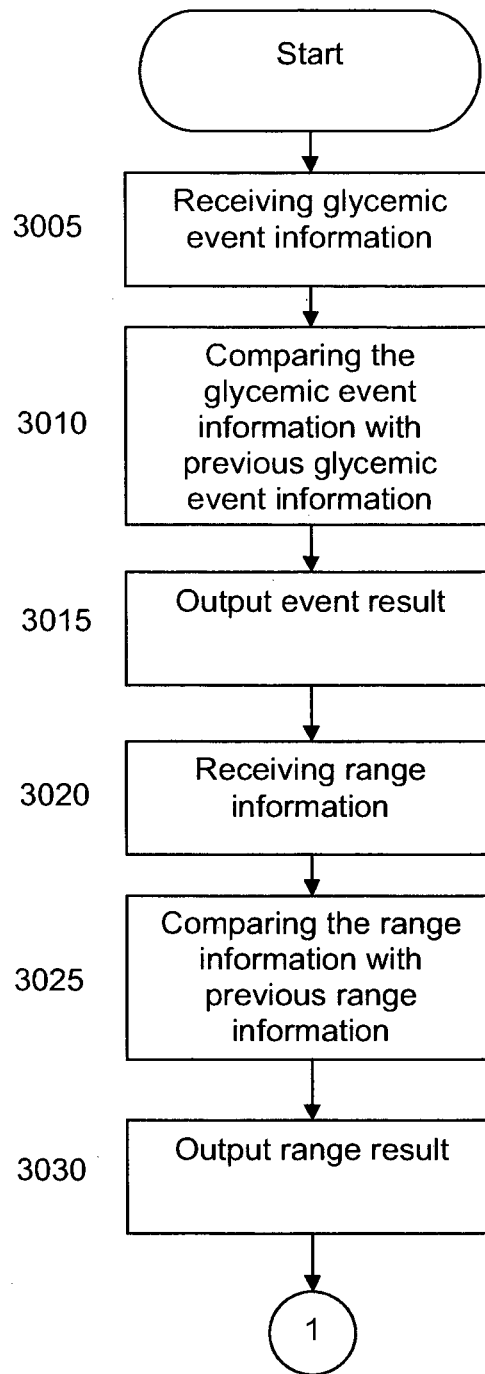 Start
3005
Receiving glycemic
event information
3010
Comparing the
glycemic event
information with
previous glycemic
event information
3015
Output event result
3020
Receiving range
information
3025
Comparing the range
information with
previous range
information
3030
Output range result
1